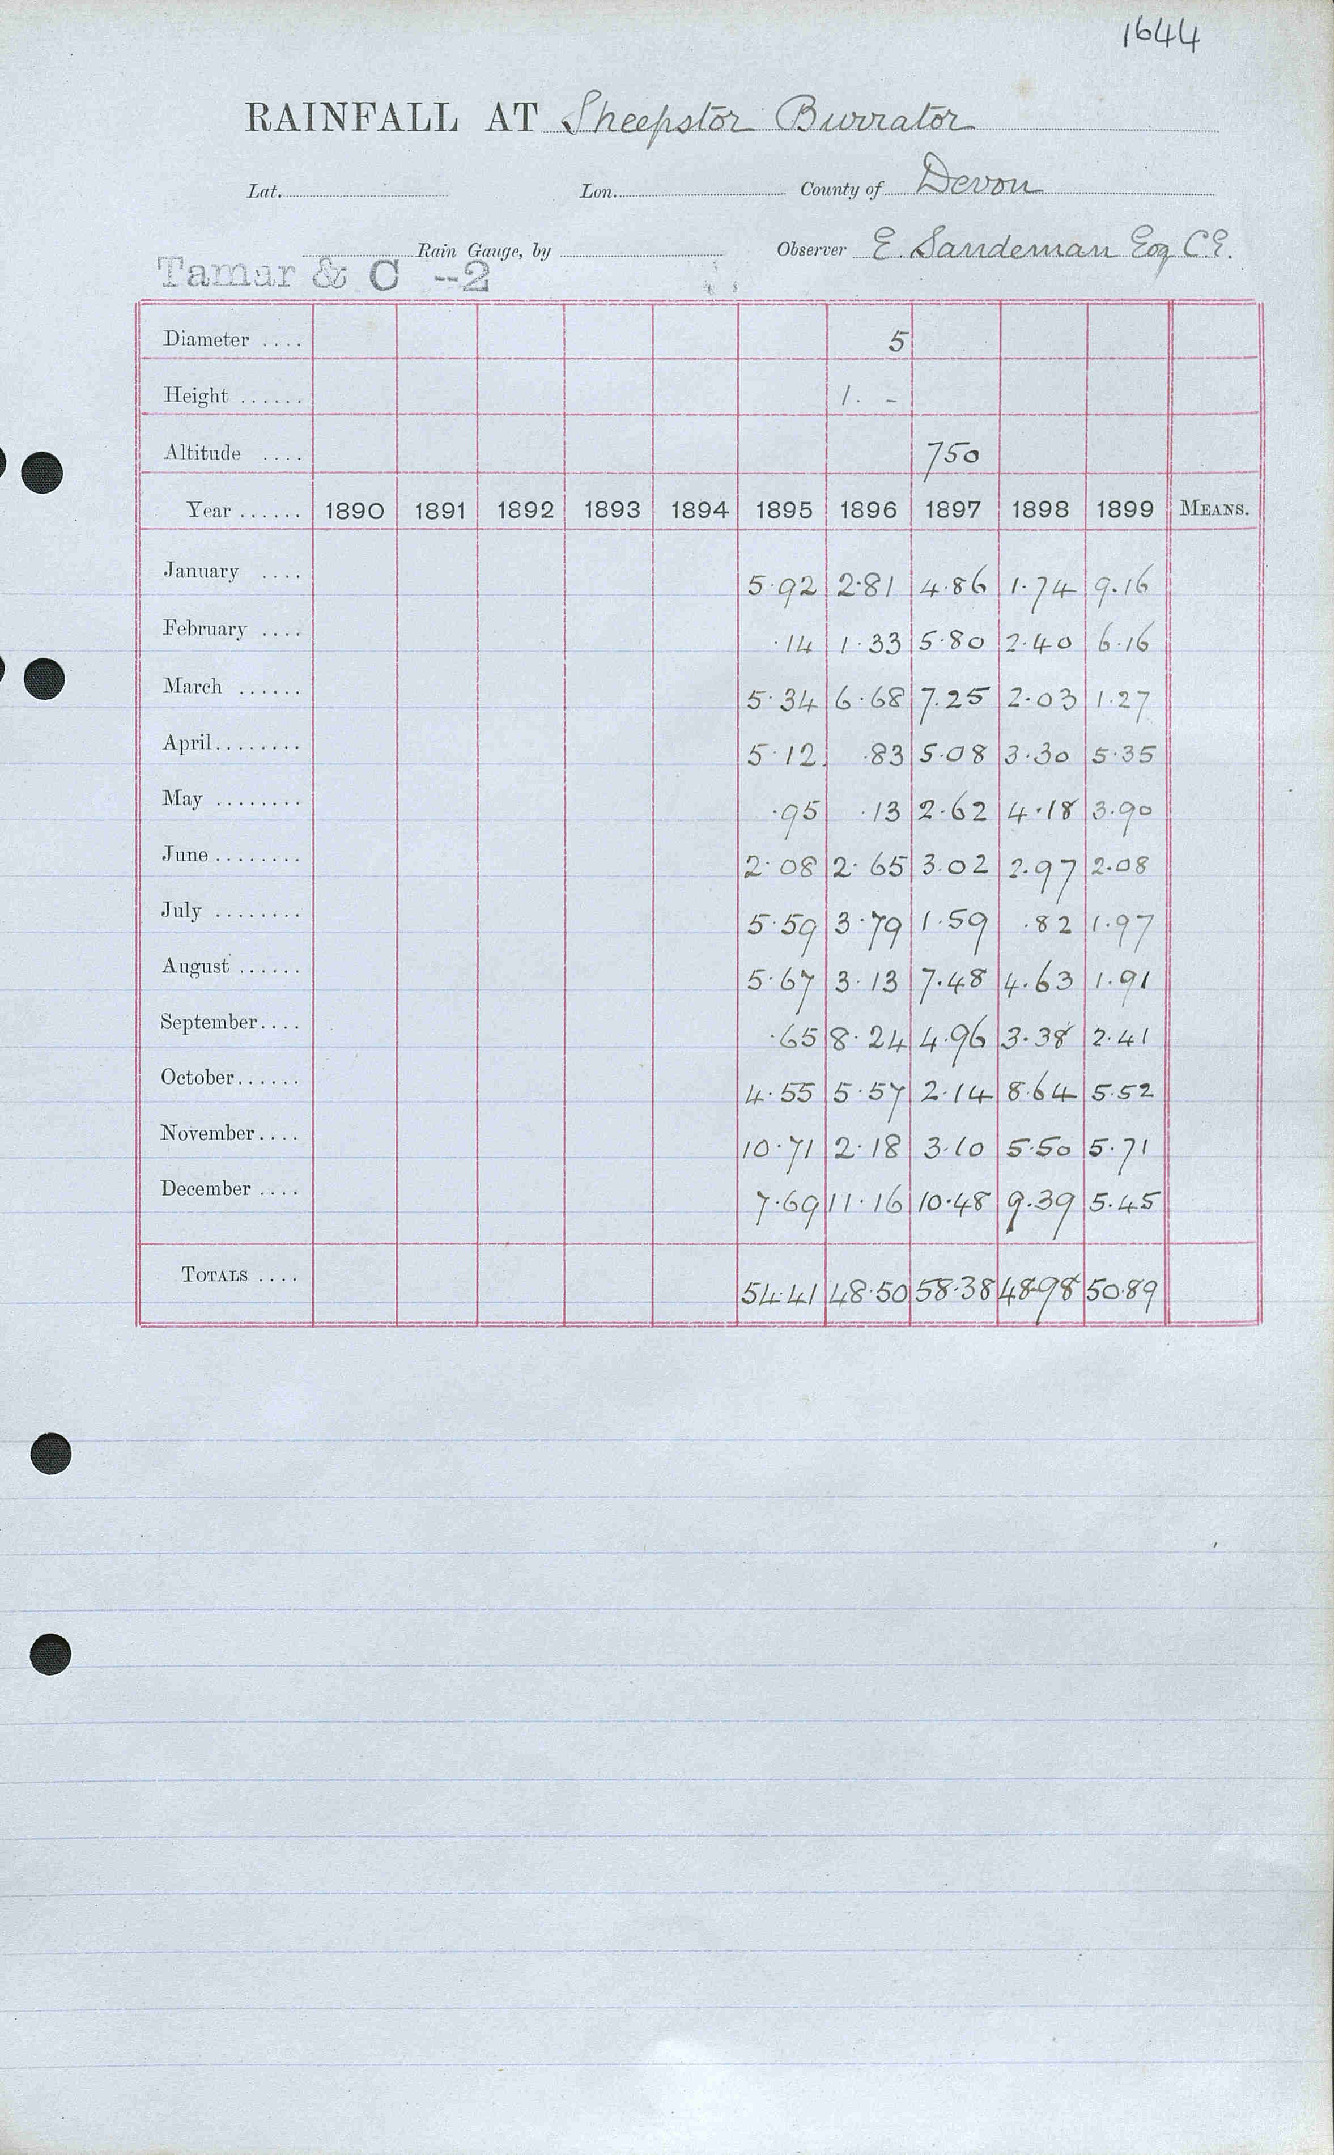 1644
RAINFALL AT Sheepstor Burrator
Lat. Lon. County of Devon
Rain Gauge, by Observer E. Sandeman Esq C.E.
Tamar & C --2
Diameter .... 5
Height ...... 1. -
Altitude .... 750
Year ...... 1890 1891 1892 1893 1894 1895 1896 1897 1898 1899 MEANS.
January .... 5.92 2.81 4.86 1.74 9.16
February .... .14 1.33 5.80 2.40 6.16
March ...... 5.34 6.68 7.25 2.03 1.27
April........ 5.12 .83 5.08 3.30 5.35
May ........ .95 .13 2.62 4.18 3.90
June ........ 2.08 2.65 3.02 2.97 2.08
July ........ 5.59 3.79 1.59 .82 1.97
August ...... 5.67 3.13 7.48 4.63 1.91
September.... .65 8.24 4.96 3.38 2.41
October...... 4.55 5.57 2.14 8.64 5.52
November.... 10.71 2.18 3.10 5.50 5.71
December .... 7.69 11.16 10.48 9.39 5.45
TOTALS .... 54.41 48.50 58.38 48.98 50.89